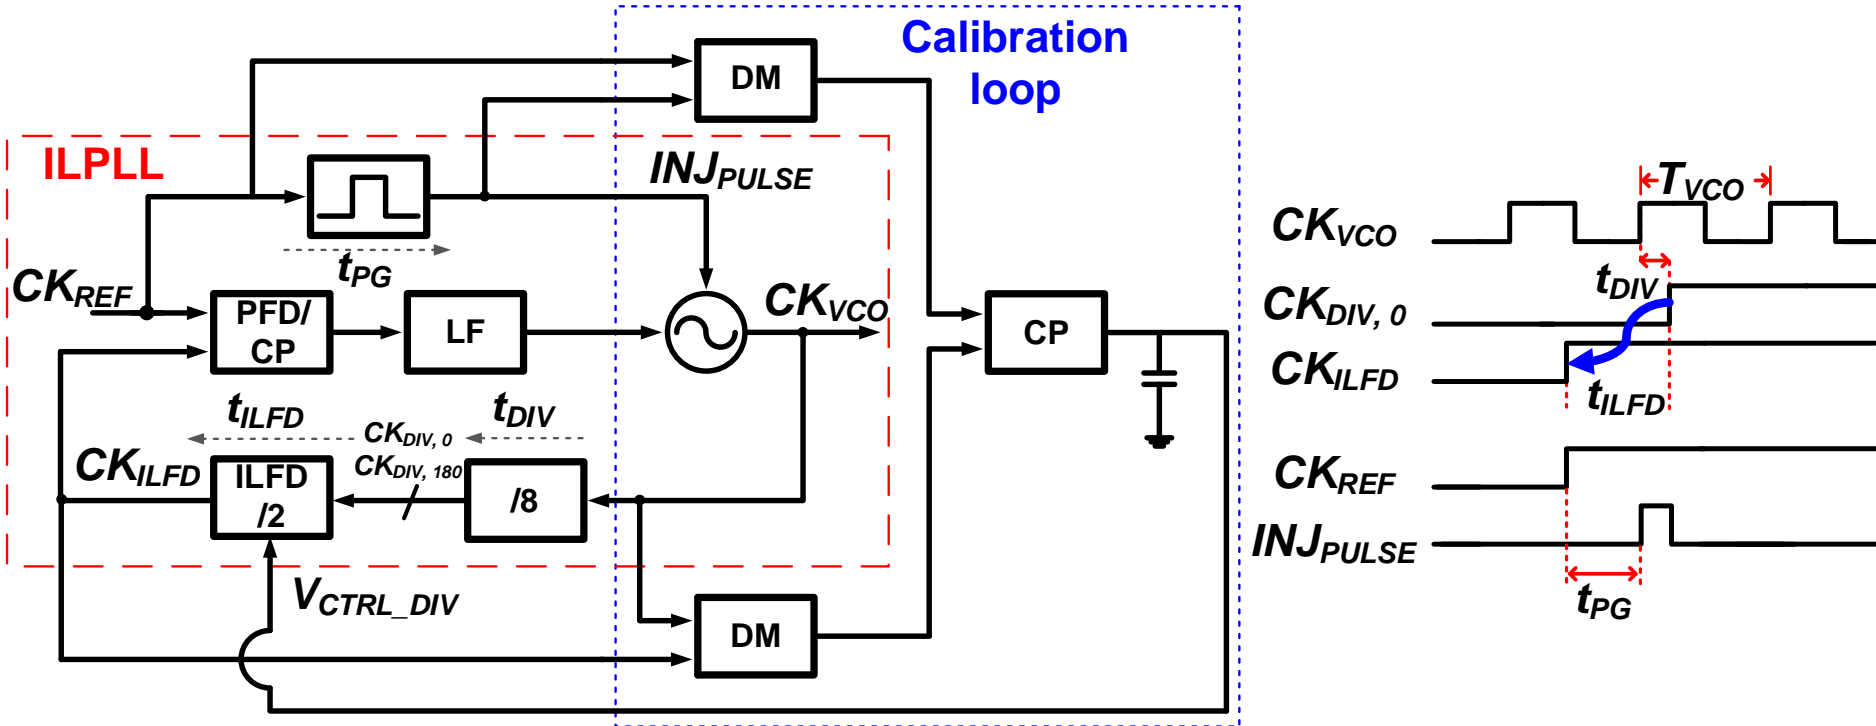 Calibration
loop
DM
ILPLL
INJPULSE
tPG
CKREF
PFD/
CP
LF
CKVCO
CP
tILFD
CKDIV, 0
tDIV
CKILFD
ILFD
/2
CKDIV, 180
/8
VCTRL_DIV
DM
TVCO
CKVCO
tDIV
CKDIV, 0
CKILFD
tILFD
CKREF
INJPULSE
tPG